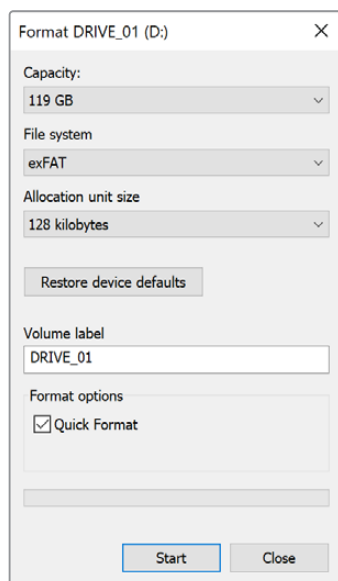 Format DRIVE_01 (D:)
Capacity:
119 GB
File system
exFAT
Allocation unit size
128 kilobytes
Restore device defaults
Volume label
DRIVE_01
Format options
Quick Format
Start Close